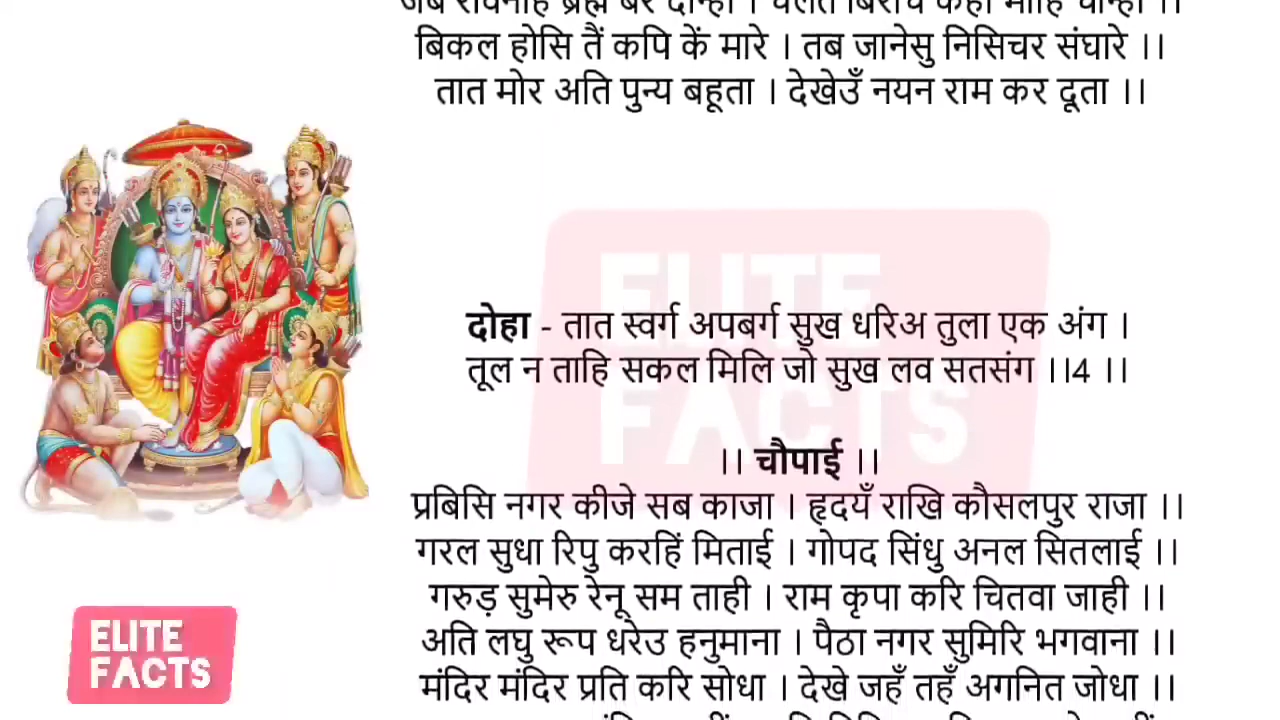 बिकल होसि तैं कपि कें मारे । तब जानेसु निसिचर संघारे ।।
तात मोर अति पुन्य बहूता । देखेउँ नयन राम कर दूता ।।
दोहा - तात स्वर्ग अपबर्ग सुख धरिअ तुला एक अंग ।
तूल न ताहि सकल मिलि जो सुख लव सतसंग ।।4 ।।
ELITE
FACTS
।। चौपाई ।।
प्रबिसि नगर कीजे सब काजा । हृदयँ राखि कौसलपुर राजा ।।
गरल सुधा रिपु करहिं मिताई । गोपद सिंधु अनल सितलाई ।।
गरुड़ सुमेरु रेनू सम ताही । राम कृपा करि चितवा जाही ।।
अति लघु रूप धरेउ हनुमाना । पैठा नगर सुमिरि भगवाना ।।
मंदिर मंदिर प्रति करि सोधा । देखे जहँ तहँ अगनित जोधा ।।
ELITE
FACTS